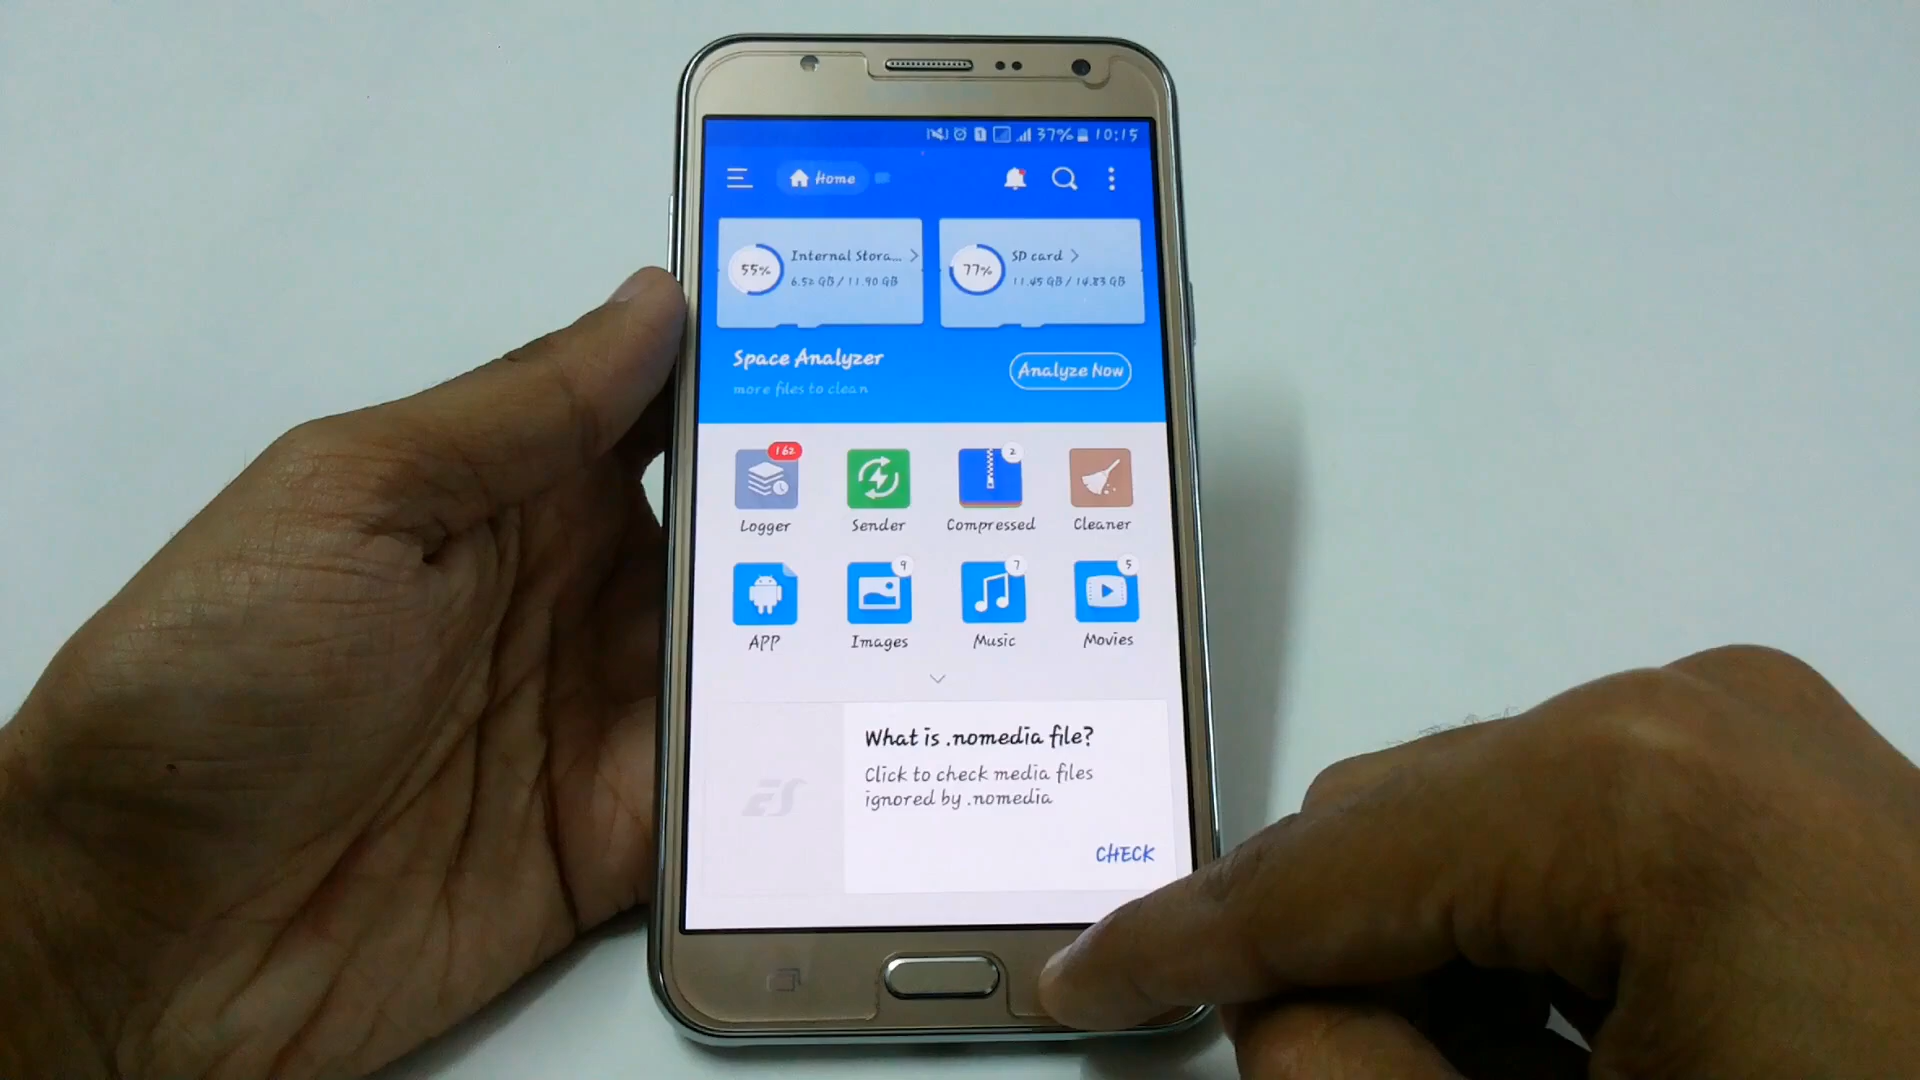 37% 10:15
Home
55%
Internal Stora...
6.52 GB / 11.90 GB
77%
SD card
11.45 GB / 14.83 GB
Space Analyzer
more files to clean
Analyze Now
162
2
Logger
Sender
Compressed
Cleaner
9
7
5
APP
Images
Music
Movies
What is .nomedia file?
Click to check media files
ignored by .nomedia
ES
CHECK